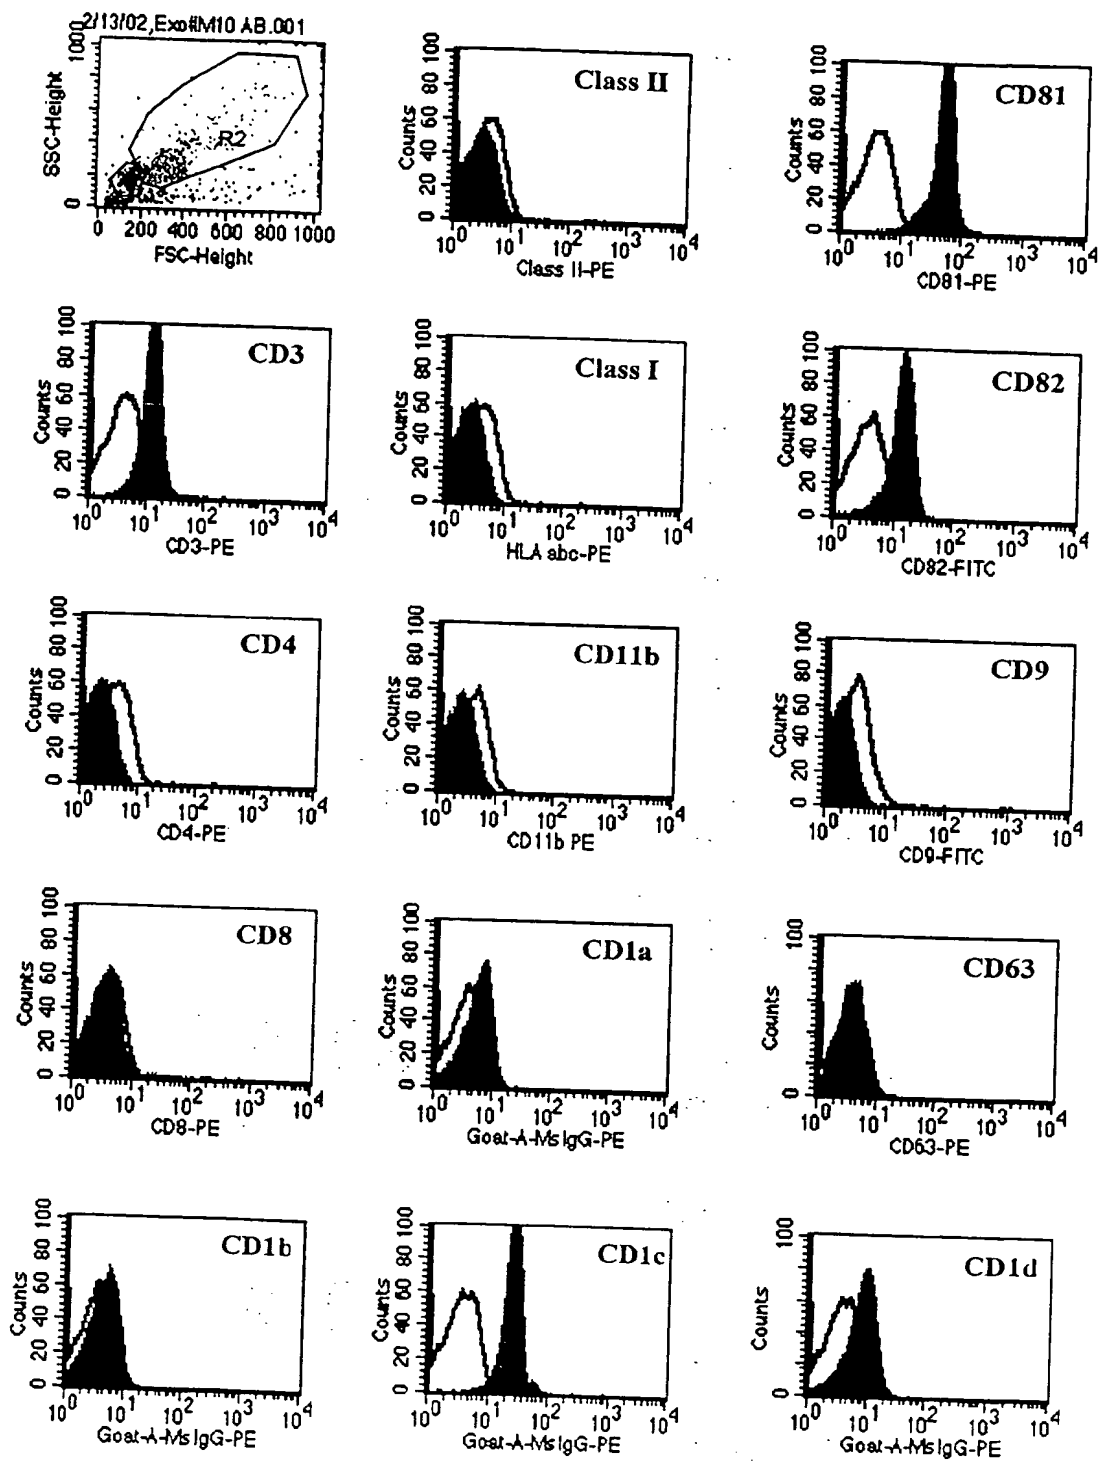 2/13/02,Exo#M10 AB.001
SSC-Height
1000
0
R2
0 200 400 600 800 1000
FSC-Height
Counts
0 20 40 60 80 100
Class II
10^0 10^1 10^2 10^3 10^4
Class II-PE
Counts
0 20 40 60 80 100
CD81
10^0 10^1 10^2 10^3 10^4
CD81-PE
Counts
0 20 40 60 80 100
CD3
10^0 10^1 10^2 10^3 10^4
CD3-PE
Counts
0 20 40 60 80 100
Class I
10^0 10^1 10^2 10^3 10^4
HLA abc-PE
Counts
0 20 40 60 80 100
CD82
10^0 10^1 10^2 10^3 10^4
CD82-FITC
Counts
0 20 40 60 80 100
CD4
10^0 10^1 10^2 10^3 10^4
CD4-PE
Counts
0 20 40 60 80 100
CD11b
10^0 10^1 10^2 10^3 10^4
CD11b PE
Counts
0 20 40 60 80 100
CD9
10^0 10^1 10^2 10^3 10^4
CD9-FITC
Counts
0 20 40 60 80 100
CD8
10^0 10^1 10^2 10^3 10^4
CD8-PE
Counts
0 20 40 60 80 100
CD1a
10^0 10^1 10^2 10^3 10^4
Goat-A-Ms IgG-PE
Counts
0 100
CD63
10^0 10^1 10^2 10^3 10^4
CD63-PE
Counts
0 20 40 60 80 100
CD1b
10^0 10^1 10^2 10^3 10^4
Goat-A-Ms IgG-PE
Counts
0 20 40 60 80 100
CD1c
10^0 10^1 10^2 10^3 10^4
Goat-A-Ms IgG-PE
Counts
0 100
CD1d
10^0 10^1 10^2 10^3 10^4
Goat-A-Ms IgG-PE